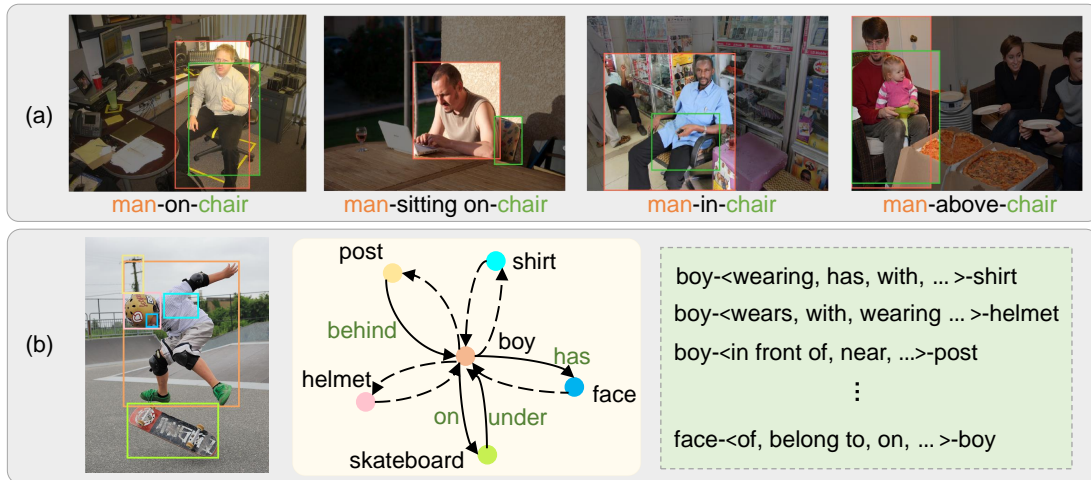 (a)
man-on-chair
man-sitting on-chair
man-in-chair
man-above-chair
(b)
post
shirt
behind
boy
has
helmet
face
on
under
skateboard
boy-<wearing, has, with, ... >-shirt
boy-<wears, with, wearing ... >-helmet
boy-<in front of, near, ...>-post
⋮
face-<of, belong to, on, ... >-boy